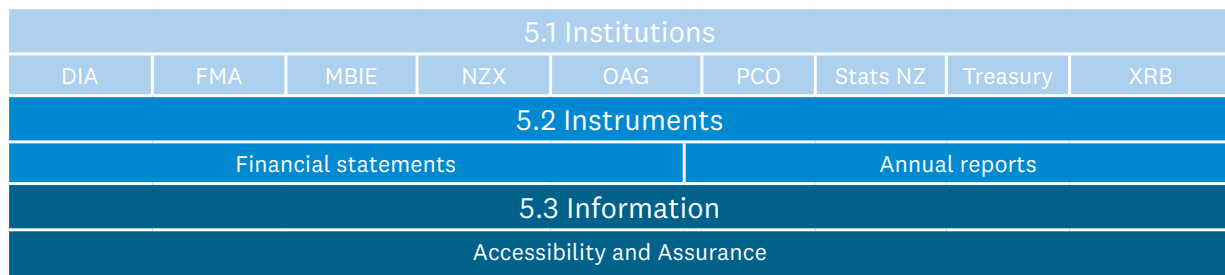 5.1 Institutions
DIA FMA MBIE NZX OAG PCO Stats NZ Treasury XRB
5.2 Instruments
Financial statements Annual reports
5.3 Information
Accessibility and Assurance